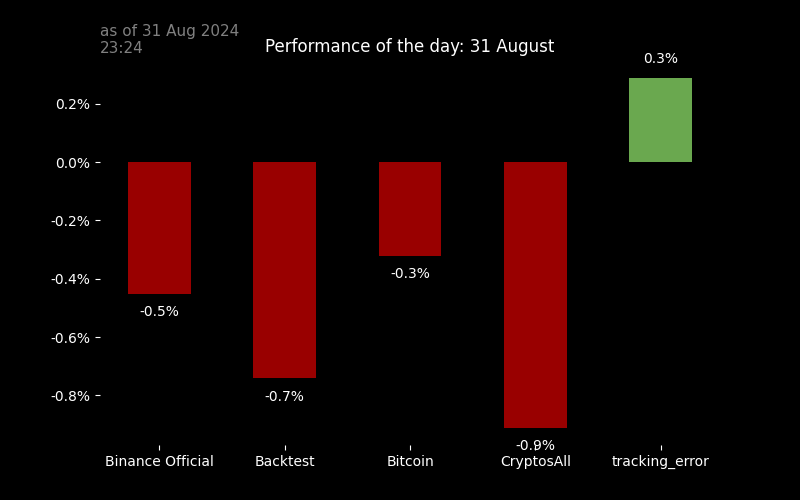 as of 31 Aug 2024
23:24
Performance of the day: 31 August
0.3%
0.2%
0.0%
-0.2%
-0.4%
-0.6%
-0.8%
-0.5%
-0.7%
-0.3%
-0.9%
Binance Official
Backtest
Bitcoin
CryptosAll
tracking_error